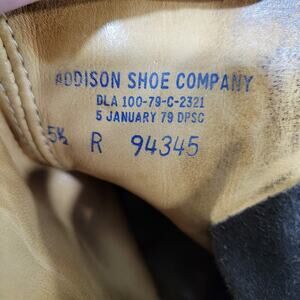 ADDISON SHOE COMPANY
DLA 100-79-C-2321
5 JANUARY 79 DPSC
5½ R 94345